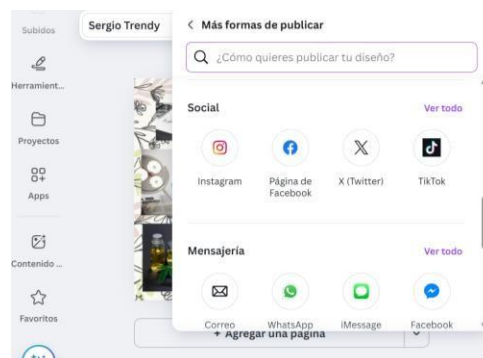 Subidos
Herramient...
Proyectos
Apps
Contenido ...
Favoritos
Sergio Trendy
Más formas de publicar
¿Cómo quieres publicar tu diseño?
Social
Ver todo
Instagram
Página de
Facebook
X (Twitter)
TikTok
Mensajería
Ver todo
Correo
WhatsApp
iMessage
Facebook
+ Agregar una página